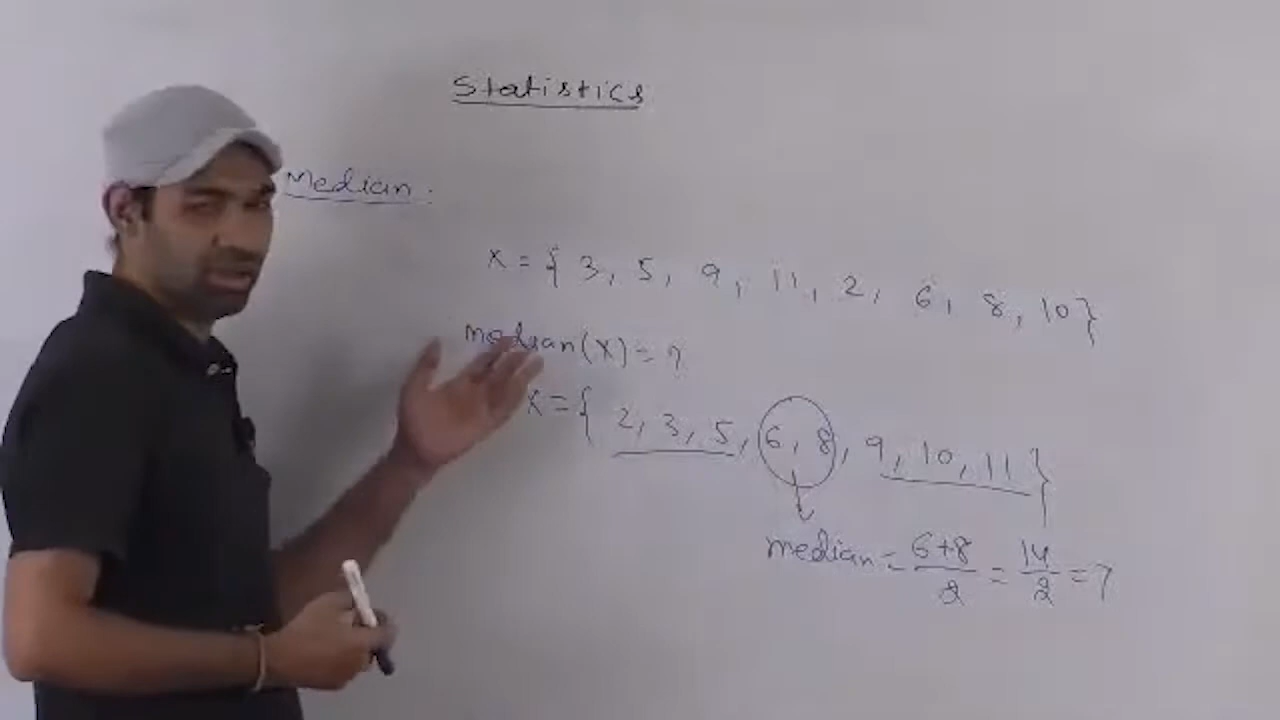 Statistics
Median.
X = { 3, 5, 9, 11, 2, 6, 8, 10}
median(X) = ?
X = { 2, 3, 5, 6, 8, 9, 10, 11 }
median = 6+8/2 = 14/2 = 7